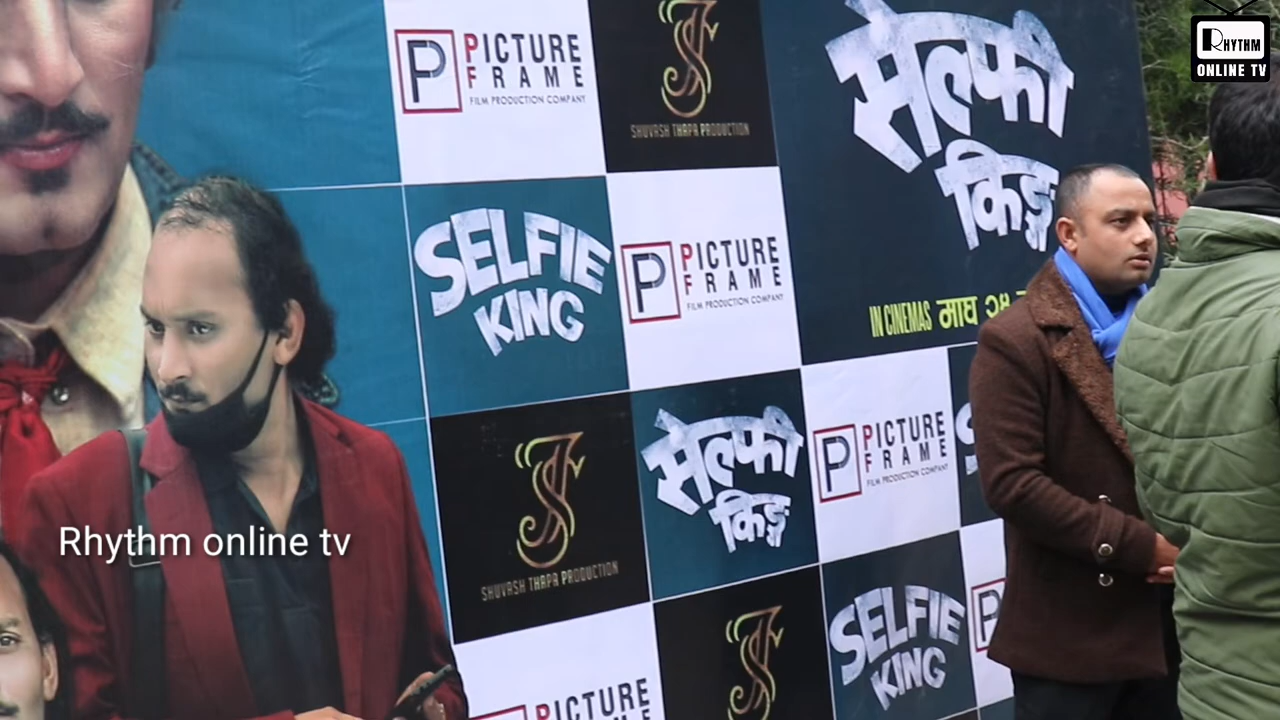 RHYTHM
ONLINE TV
PICTURE
FRAME
FILM PRODUCTION COMPANY
SHUVASH THAPA PRODUCTION
सेल्फी
किङ्ग
IN CINEMAS माघ २५
SELFIE
KING
PICTURE
FRAME
FILM PRODUCTION COMPANY
SHUVASH THAPA PRODUCTION
सेल्फी
किङ्ग
PICTURE
FRAME
FILM PRODUCTION COMPANY
Rhythm online tv
SELFIE
KING
PICTURE